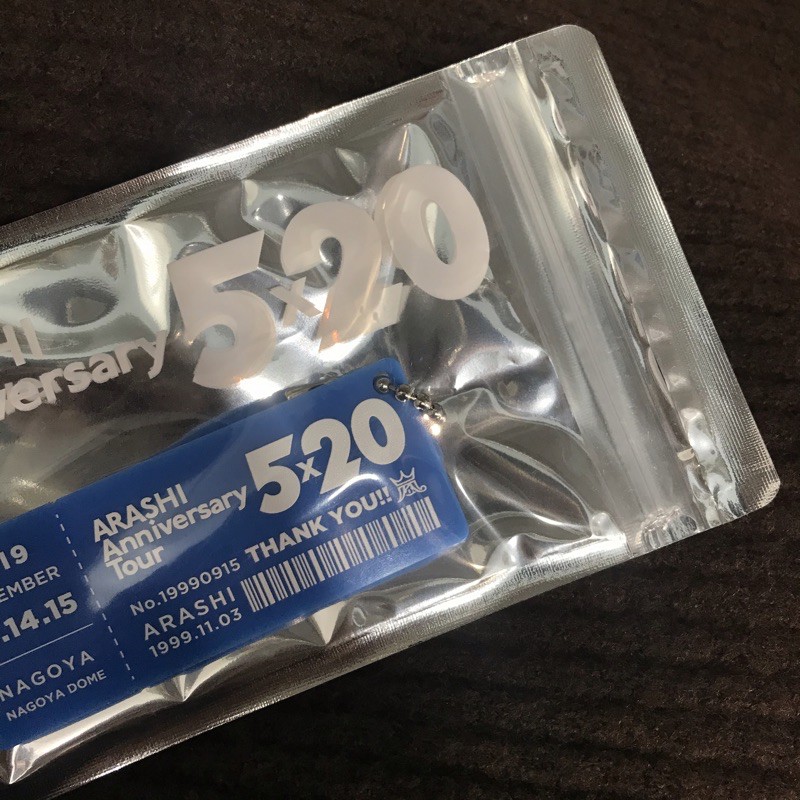 HI
versary 5×20
19
EMBER
.14.15
NAGOYA
NAGOYA DOME
ARASHI
Anniversary
Tour
5×20
THANK YOU!! 嵐
No.19990915
ARASHI
1999.11.03